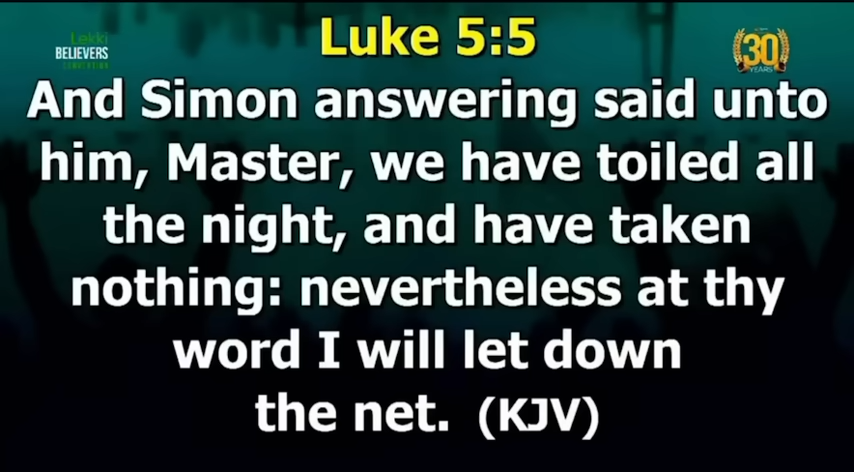 Luke 5:5
Lekki
BELIEVERS
CONVENTION
30
YEARS
And Simon answering said unto
him, Master, we have toiled all
the night, and have taken
nothing: nevertheless at thy
word I will let down
the net. (KJV)